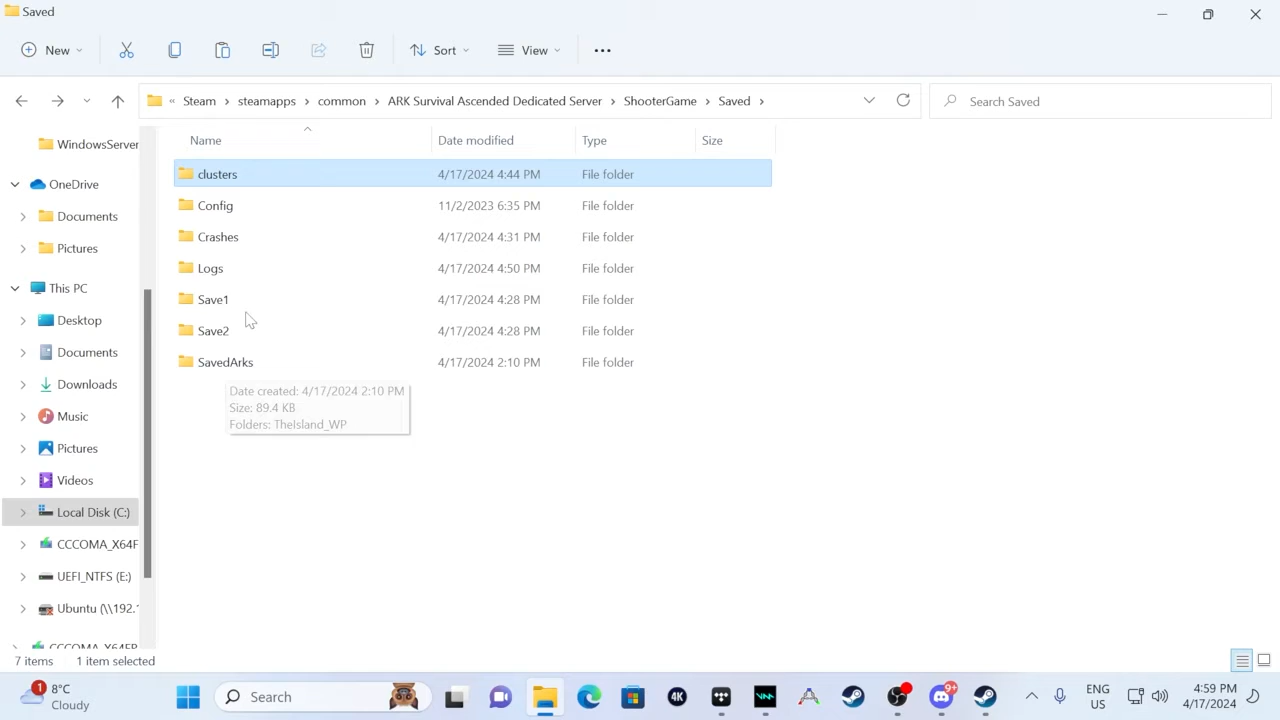 Saved
New
Sort
View
« Steam › steamapps › common › ARK Survival Ascended Dedicated Server › ShooterGame › Saved ›
Search Saved
Name Date modified Type Size
WindowsServer
OneDrive
Documents
Pictures
This PC
Desktop
Documents
Downloads
Music
Pictures
Videos
Local Disk (C:)
CCCOMA_X64F
UEFI_NTFS (E:)
Ubuntu (\\192.1
CCCOMA_X64FR
clusters 4/17/2024 4:44 PM File folder
Config 11/2/2023 6:35 PM File folder
Crashes 4/17/2024 4:31 PM File folder
Logs 4/17/2024 4:50 PM File folder
Save1 4/17/2024 4:28 PM File folder
Save2 4/17/2024 4:28 PM File folder
SavedArks 4/17/2024 2:10 PM File folder
Date created: 4/17/2024 2:10 PM
Size: 89.4 KB
Folders: TheIsland_WP
7 items 1 item selected
1
8°C
Cloudy
Search
4K
9+
ENG
US
4:59 PM
4/17/2024